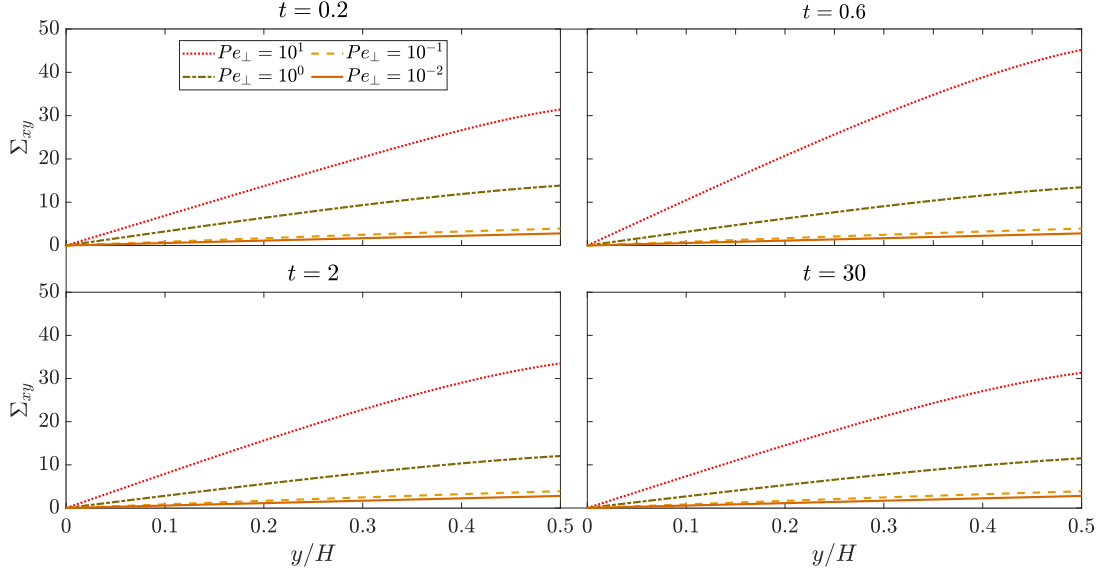 t = 0.2
t = 0.6
50
40
30
20
10
0
Σxy
Pe⊥ = 10¹
Pe⊥ = 10⁻¹
Pe⊥ = 10⁰
Pe⊥ = 10⁻²
t = 2
t = 30
50
40
30
20
10
0
Σxy
0
0.1
0.2
0.3
0.4
0.5
0.1
0.2
0.3
0.4
0.5
y/H
y/H